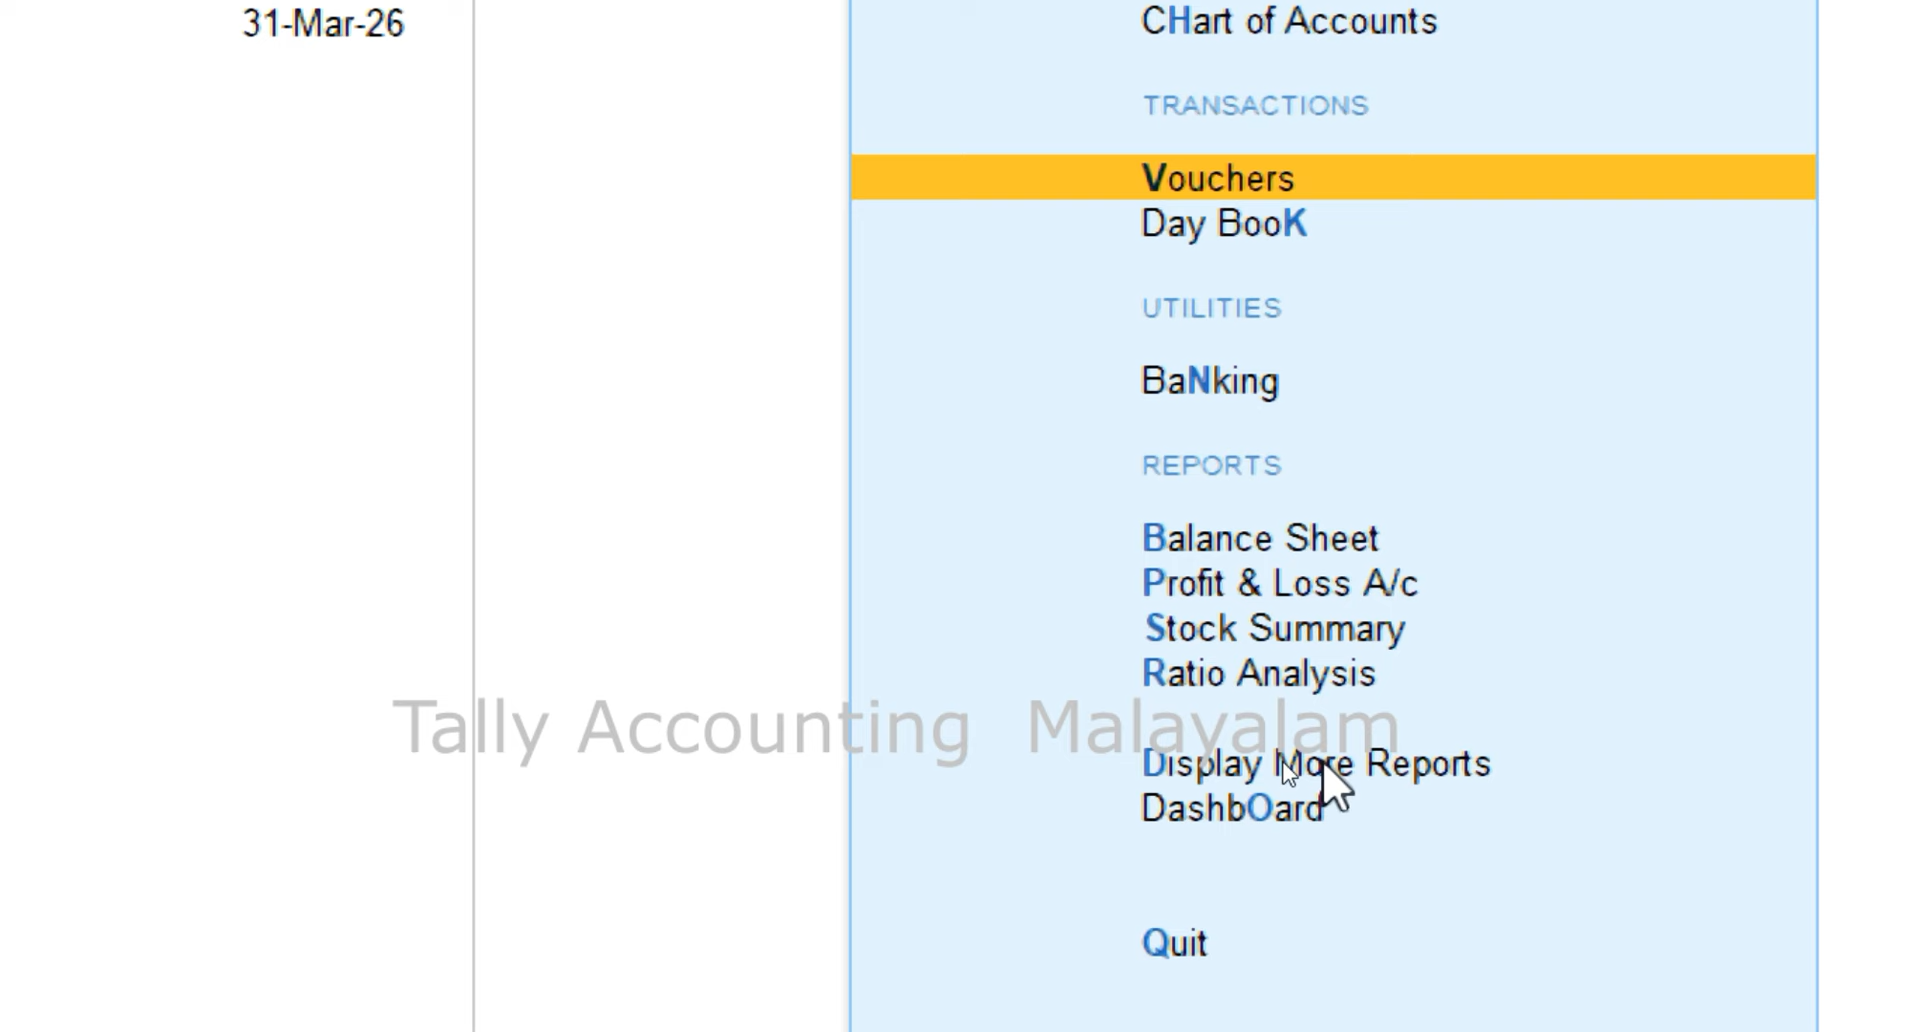 31-Mar-26
CHart of Accounts
TRANSACTIONS
Vouchers
Day BooK
UTILITIES
BaNking
REPORTS
Balance Sheet
Profit & Loss A/c
Stock Summary
Ratio Analysis
Tally Accounting Malayalam
Display More Reports
DashbOard
Quit